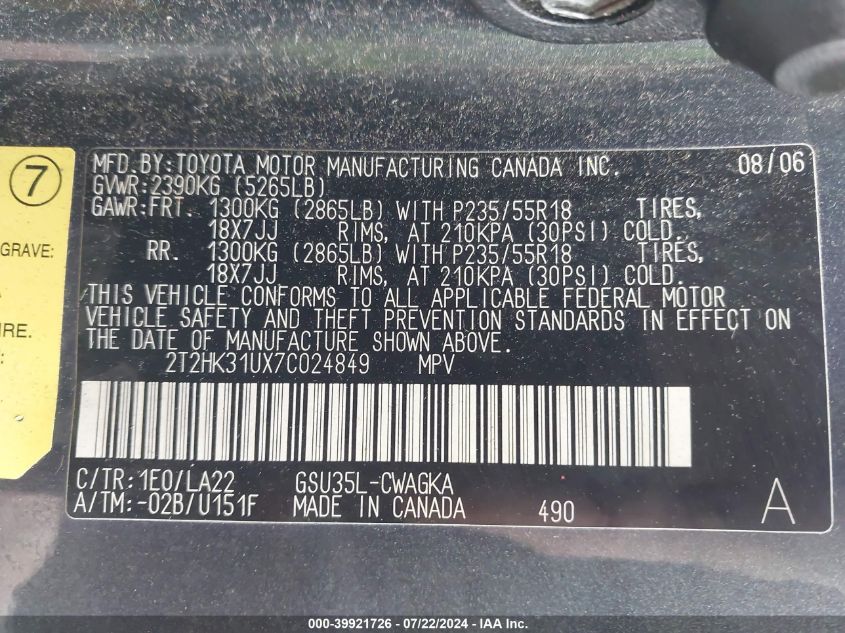 7
GRAVE:
IRE.
MFD.BY:TOYOTA MOTOR MANUFACTURING CANADA INC. 08/06
GVWR:2390KG (5265LB)
GAWR:FRT. 1300KG (2865LB) WITH P235/55R18 TIRES,
18X7JJ RIMS, AT 210KPA (30PSI) COLD.
RR. 1300KG (2865LB) WITH P235/55R18 TIRES,
18X7JJ RIMS, AT 210KPA (30PSI) COLD.
THIS VEHICLE CONFORMS TO ALL APPLICABLE FEDERAL MOTOR
VEHICLE SAFETY AND THEFT PREVENTION STANDARDS IN EFFECT ON
THE DATE OF MANUFACTURE SHOWN ABOVE.
2T2HK31UX7C024849 MPV
C/TR:1E0/LA22 GSU35L-CWAGKA
A/TM:-02B/U151F MADE IN CANADA 490 A
000-39921726 - 07/22/2024 - IAA Inc.